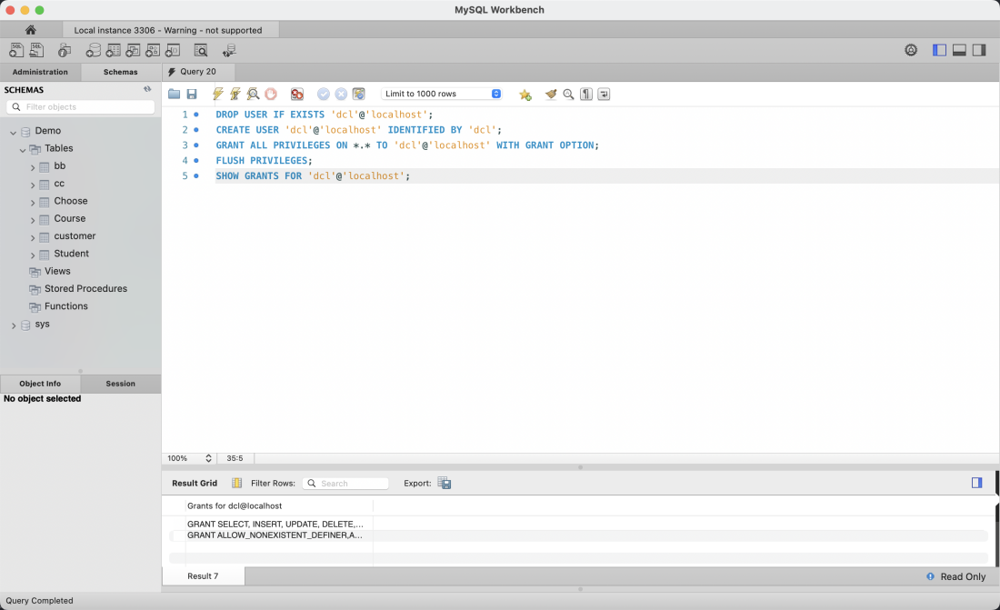 MySQL Workbench
Local instance 3306 - Warning - not supported
SQL SQL
Administration Schemas Query 20
SCHEMAS
Filter objects
Limit to 1000 rows
Demo
Tables
bb
cc
Choose
Course
customer
Student
Views
Stored Procedures
Functions
sys
1 DROP USER IF EXISTS 'dcl'@'localhost';
2 CREATE USER 'dcl'@'localhost' IDENTIFIED BY 'dcl';
3 GRANT ALL PRIVILEGES ON *.* TO 'dcl'@'localhost' WITH GRANT OPTION;
4 FLUSH PRIVILEGES;
5 SHOW GRANTS FOR 'dcl'@'localhost';
Object Info Session
No object selected
100% 35:5
Result Grid Filter Rows: Search Export:
Grants for dcl@localhost
GRANT SELECT, INSERT, UPDATE, DELETE,...
GRANT ALLOW_NONEXISTENT_DEFINER,A...
Result 7 Read Only
Query Completed